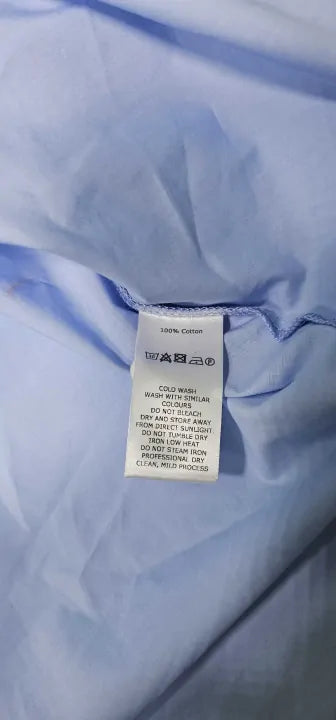 100% Cotton
COLD WASH
WASH WITH SIMILAR
COLOURS
DO NOT BLEACH
DRY AND STORE AWAY
FROM DIRECT SUNLIGHT.
DO NOT TUMBLE DRY
IRON LOW HEAT
DO NOT STEAM IRON
PROFESSIONAL DRY
CLEAN, MILD PROCESS